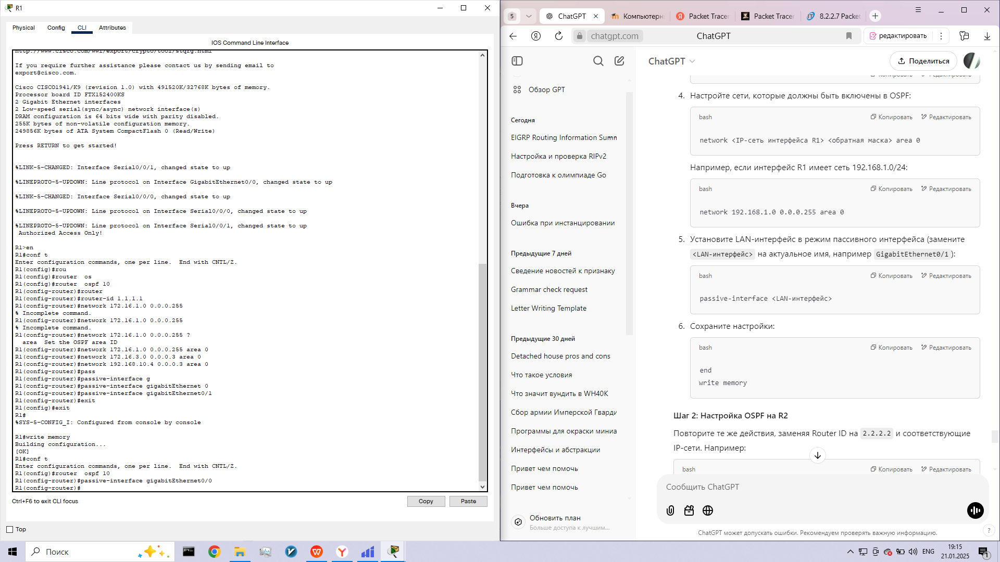 R1
Physical
Config
CLI
Attributes
IOS Command Line Interface
http://www.cisco.com/wwl/export/crypto/tool/stqrg.html
If you require further assistance please contact us by sending email to
export@cisco.com.
Cisco CISCO1941/K9 (revision 1.0) with 491520K/32768K bytes of memory.
Processor board ID FTX152400KS
2 Gigabit Ethernet interfaces
2 Low-speed serial(sync/async) network interface(s)
DRAM configuration is 64 bits wide with parity disabled.
255K bytes of non-volatile configuration memory.
249856K bytes of ATA System CompactFlash 0 (Read/Write)
Press RETURN to get started!
%LINK-5-CHANGED: Interface Serial0/0/1, changed state to up
%LINEPROTO-5-UPDOWN: Line protocol on Interface GigabitEthernet0/0, changed state to up
%LINK-5-CHANGED: Interface Serial0/0/0, changed state to up
%LINEPROTO-5-UPDOWN: Line protocol on Interface Serial0/0/0, changed state to up
%LINEPROTO-5-UPDOWN: Line protocol on Interface Serial0/0/1, changed state to up
Authorized Access Only!
R1>en
R1#conf t
Enter configuration commands, one per line.  End with CNTL/Z.
R1(config)#rou
R1(config)#router  os
R1(config)#router  ospf 10
R1(config-router)#router
R1(config-router)#router-id 1.1.1.1
R1(config-router)#network 172.16.1.0 0.0.0.255
% Incomplete command.
R1(config-router)#network 172.16.1.0 0.0.0.255
% Incomplete command.
R1(config-router)#network 172.16.1.0 0.0.0.255 ?
area  Set the OSPF area ID
R1(config-router)#network 172.16.1.0 0.0.0.255 area 0
R1(config-router)#network 172.16.3.0 0.0.0.3 area 0
R1(config-router)#network 192.168.10.4 0.0.0.3 area 0
R1(config-router)#pass
R1(config-router)#passive-interface g
R1(config-router)#passive-interface gigabitEthernet 0
R1(config-router)#passive-interface gigabitEthernet0/1
R1(config-router)#exit
R1(config)#exit
R1#
%SYS-5-CONFIG_I: Configured from console by console
R1#write memory
Building configuration...
[OK]
R1#conf t
Enter configuration commands, one per line.  End with CNTL/Z.
R1(config)#router  ospf 10
R1(config-router)#passive-interface gigabitEthernet0/0
R1(config-router)#
Ctrl+F6 to exit CLI focus
Copy
Paste
Top
5
ChatGPT
Компьютерн
Packet Trace
Packet Trace
8.2.2.7 Packe
chatgpt.com
ChatGPT
редактировать
Обзор GPT
Сегодня
EIGRP Routing Information Summ
Настройка и проверка RIPv2
Подготовка к олимпиаде Go
Вчера
Ошибка при инстанцировании
Предыдущие 7 дней
Сведение новостей к признаку
Grammar check request
Letter Writing Template
Предыдущие 30 дней
Detached house pros and cons
Что такое условия
Что значит вундить в WH40K
Сбор армии Имперской Гварди
Программы для окраски миниа
Интерфейсы и абстракции
Привет чем помочь
Привет чем помочь
Обновить план
Больше доступа к лучшим...
ChatGPT
Поделиться
Копировать Редактировать
4. Настройте сети, которые должны быть включены в OSPF:
bash Копировать Редактировать
network <IP-сеть интерфейса R1> <обратная маска> area 0
Например, если интерфейс R1 имеет сеть 192.168.1.0/24:
bash Копировать Редактировать
network 192.168.1.0 0.0.0.255 area 0
5. Установите LAN-интерфейс в режим пассивного интерфейса (замените
<LAN-интерфейс> на актуальное имя, например GigabitEthernet0/1):
bash Копировать Редактировать
passive-interface <LAN-интерфейс>
6. Сохраните настройки:
bash Копировать Редактировать
end
write memory
Шаг 2: Настройка OSPF на R2
Повторите те же действия, заменяя Router ID на 2.2.2.2 и соответствующие
IP-сети. Например:
bash Копировать Редактировать
Сообщить ChatGPT
ChatGPT может допускать ошибки. Рекомендуем проверять важную информацию.
?
Поиск
ENG
19:15
21.01.2025
1